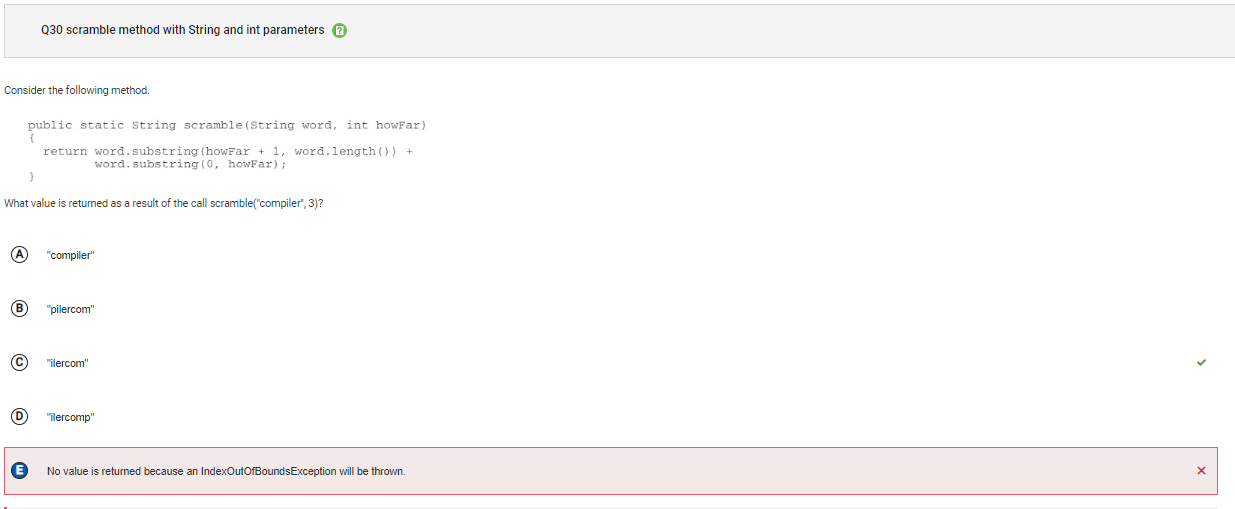 Q30 scramble method with String and int parameters
Consider the following method.
public static String scramble(String word, int howFar)
{
return word.substring(howFar + 1, word.length()) +
word.substring(0, howFar);
}
What value is returned as a result of the call scramble("compiler", 3)?
A "compiler"
B "pilercom"
C "ilercom"
D "ilercomp"
E No value is returned because an IndexOutOfBoundsException will be thrown.